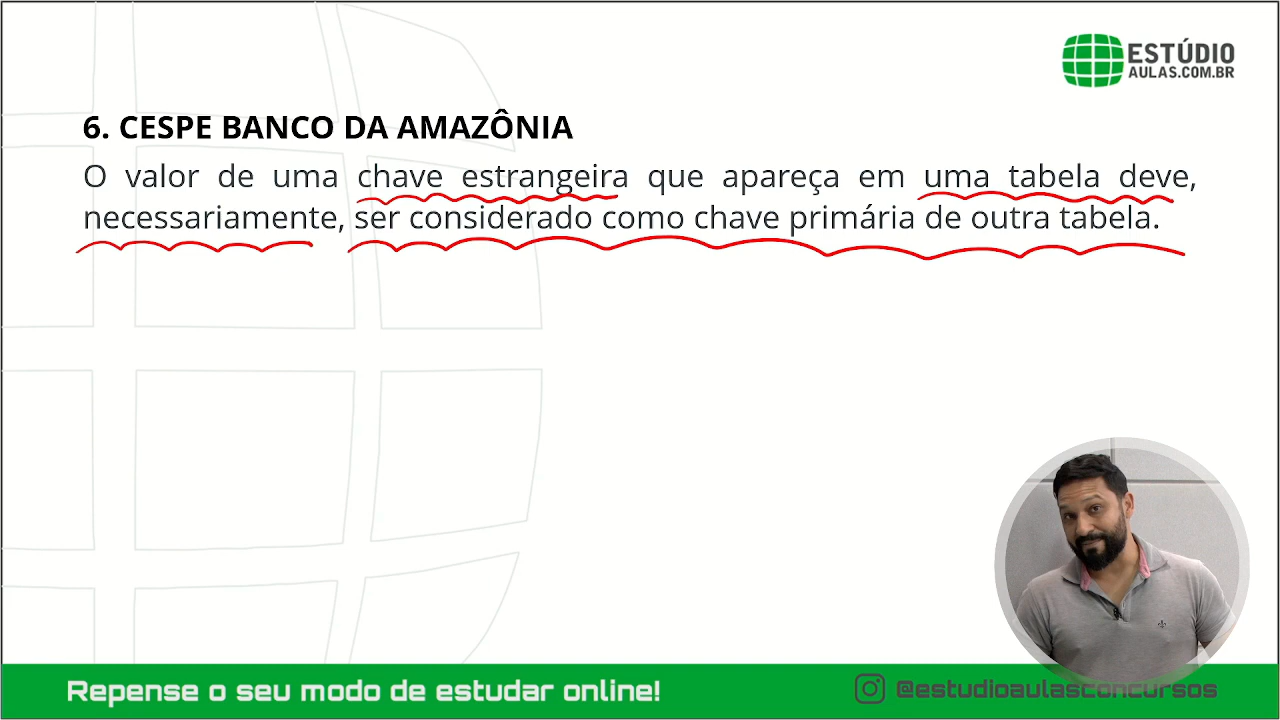 ESTÚDIO
AULAS.COM.BR
6. CESPE BANCO DA AMAZÔNIA
O valor de uma chave estrangeira que apareça em uma tabela deve,
necessariamente, ser considerado como chave primária de outra tabela.
Repense o seu modo de estudar online!
@estudioaulasconcursos